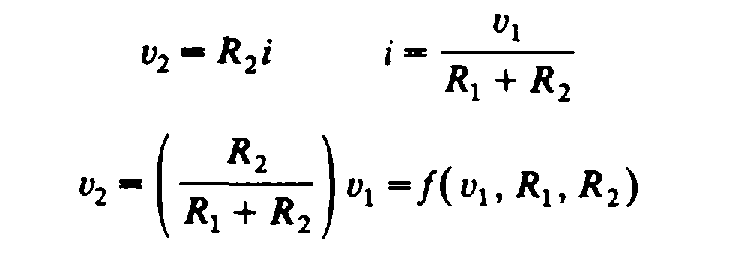 v₂ = R₂i i = v₁ / (R₁ + R₂)
v₂ = (R₂ / (R₁ + R₂)) v₁ = f(v₁, R₁, R₂)